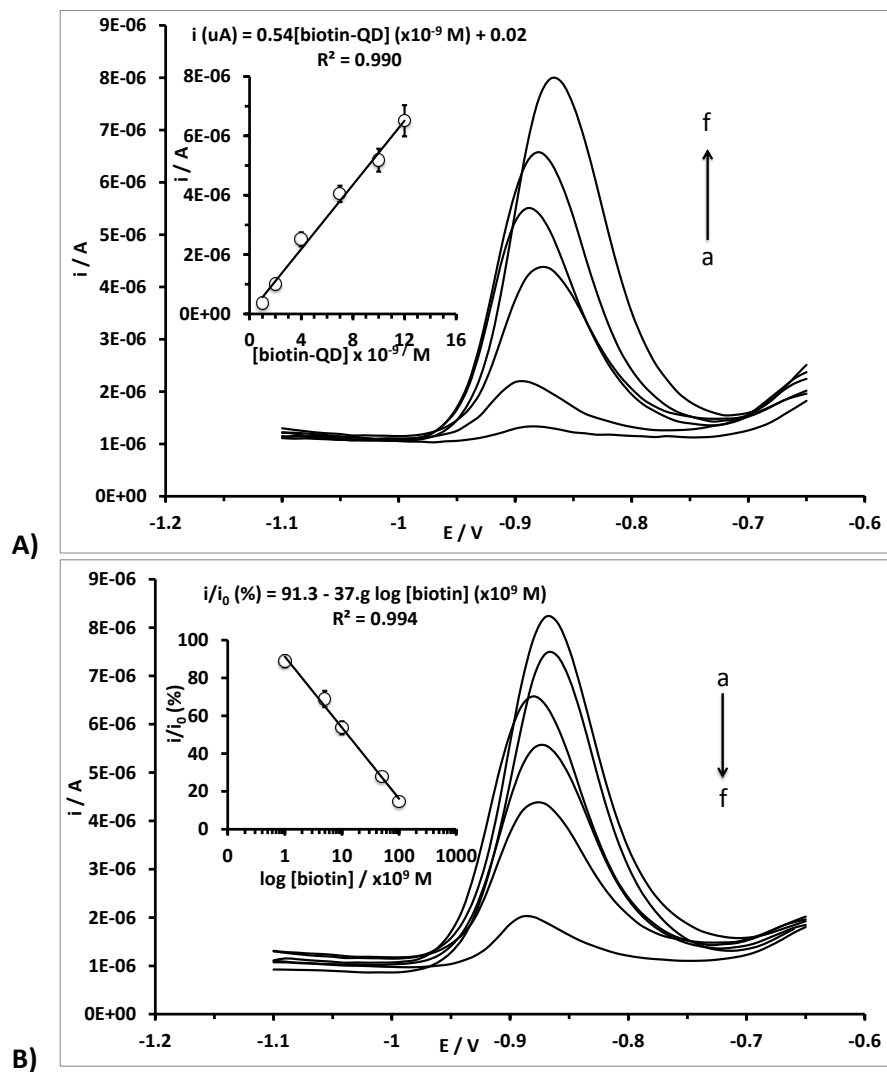 A)
i (uA) = 0.54[biotin-QD] (x10⁻⁹ M) + 0.02
R² = 0.990
9E-06
8E-06
7E-06
6E-06
5E-06
4E-06
3E-06
2E-06
1E-06
0E+00
i / A
-1.2 -1.1 -1 -0.9 -0.8 -0.7 -0.6
E / V
8E-06
6E-06
4E-06
2E-06
0E+00
i / A
0 4 8 12 16
[biotin-QD] x 10⁻⁹/ M
f
a
B)
i/i₀ (%) = 91.3 - 37.g log [biotin] (x10⁹ M)
R² = 0.994
9E-06
8E-06
7E-06
6E-06
5E-06
4E-06
3E-06
2E-06
1E-06
0E+00
i / A
-1.2 -1.1 -1 -0.9 -0.8 -0.7 -0.6
E / V
100
80
60
40
20
0
i/i₀ (%)
0 1 10 100 1000
log [biotin] / x10⁹ M
a
f